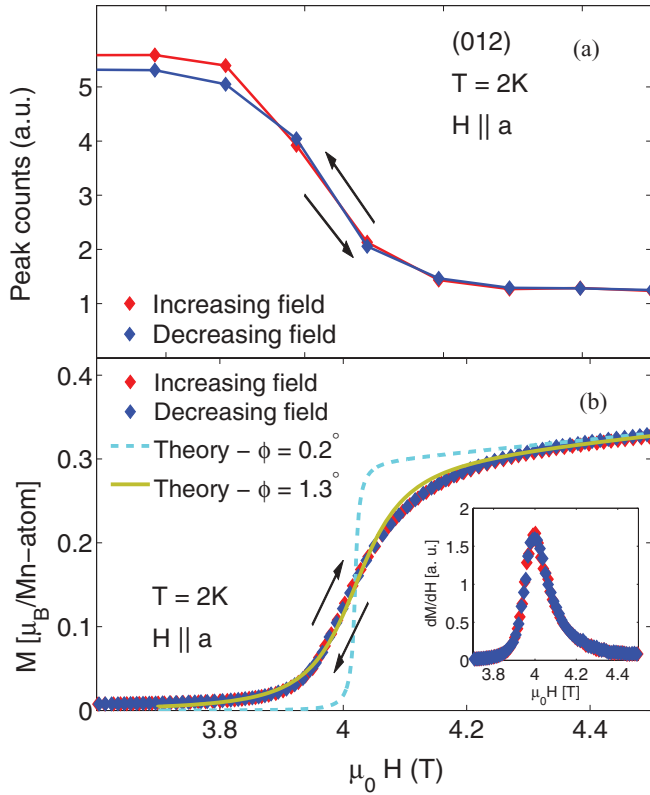 (a)
(012)
T = 2K
H || a
Peak counts (a.u.)
5
4
3
2
1
Increasing field
Decreasing field
(b)
Increasing field
Decreasing field
Theory − ϕ = 0.2°
Theory − ϕ = 1.3°
M [μ_B/Mn−atom]
0.4
0.3
0.2
0.1
0
T = 2K
H || a
dM/dH [a. u.]
2
1.5
1
0.5
0
3.8 4 4.2 4.4
μ₀H [T]
3.8 4 4.2 4.4
μ₀ H (T)